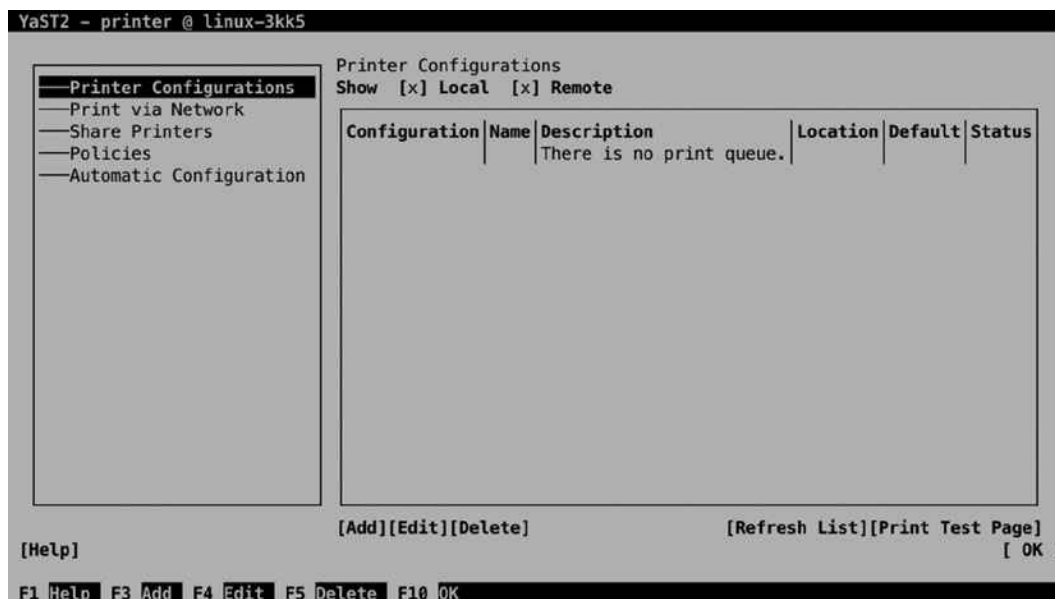 YaST2 – printer @ linux–3kk5
Printer Configurations
Print via Network
Share Printers
Policies
Automatic Configuration
Printer Configurations
Show [x] Local [x] Remote
Configuration|Name|Description |Location|Default|Status
There is no print queue.
[Add][Edit][Delete] [Refresh List][Print Test Page]
[Help] [ OK
F1 Help F3 Add F4 Edit F5 Delete F10 OK